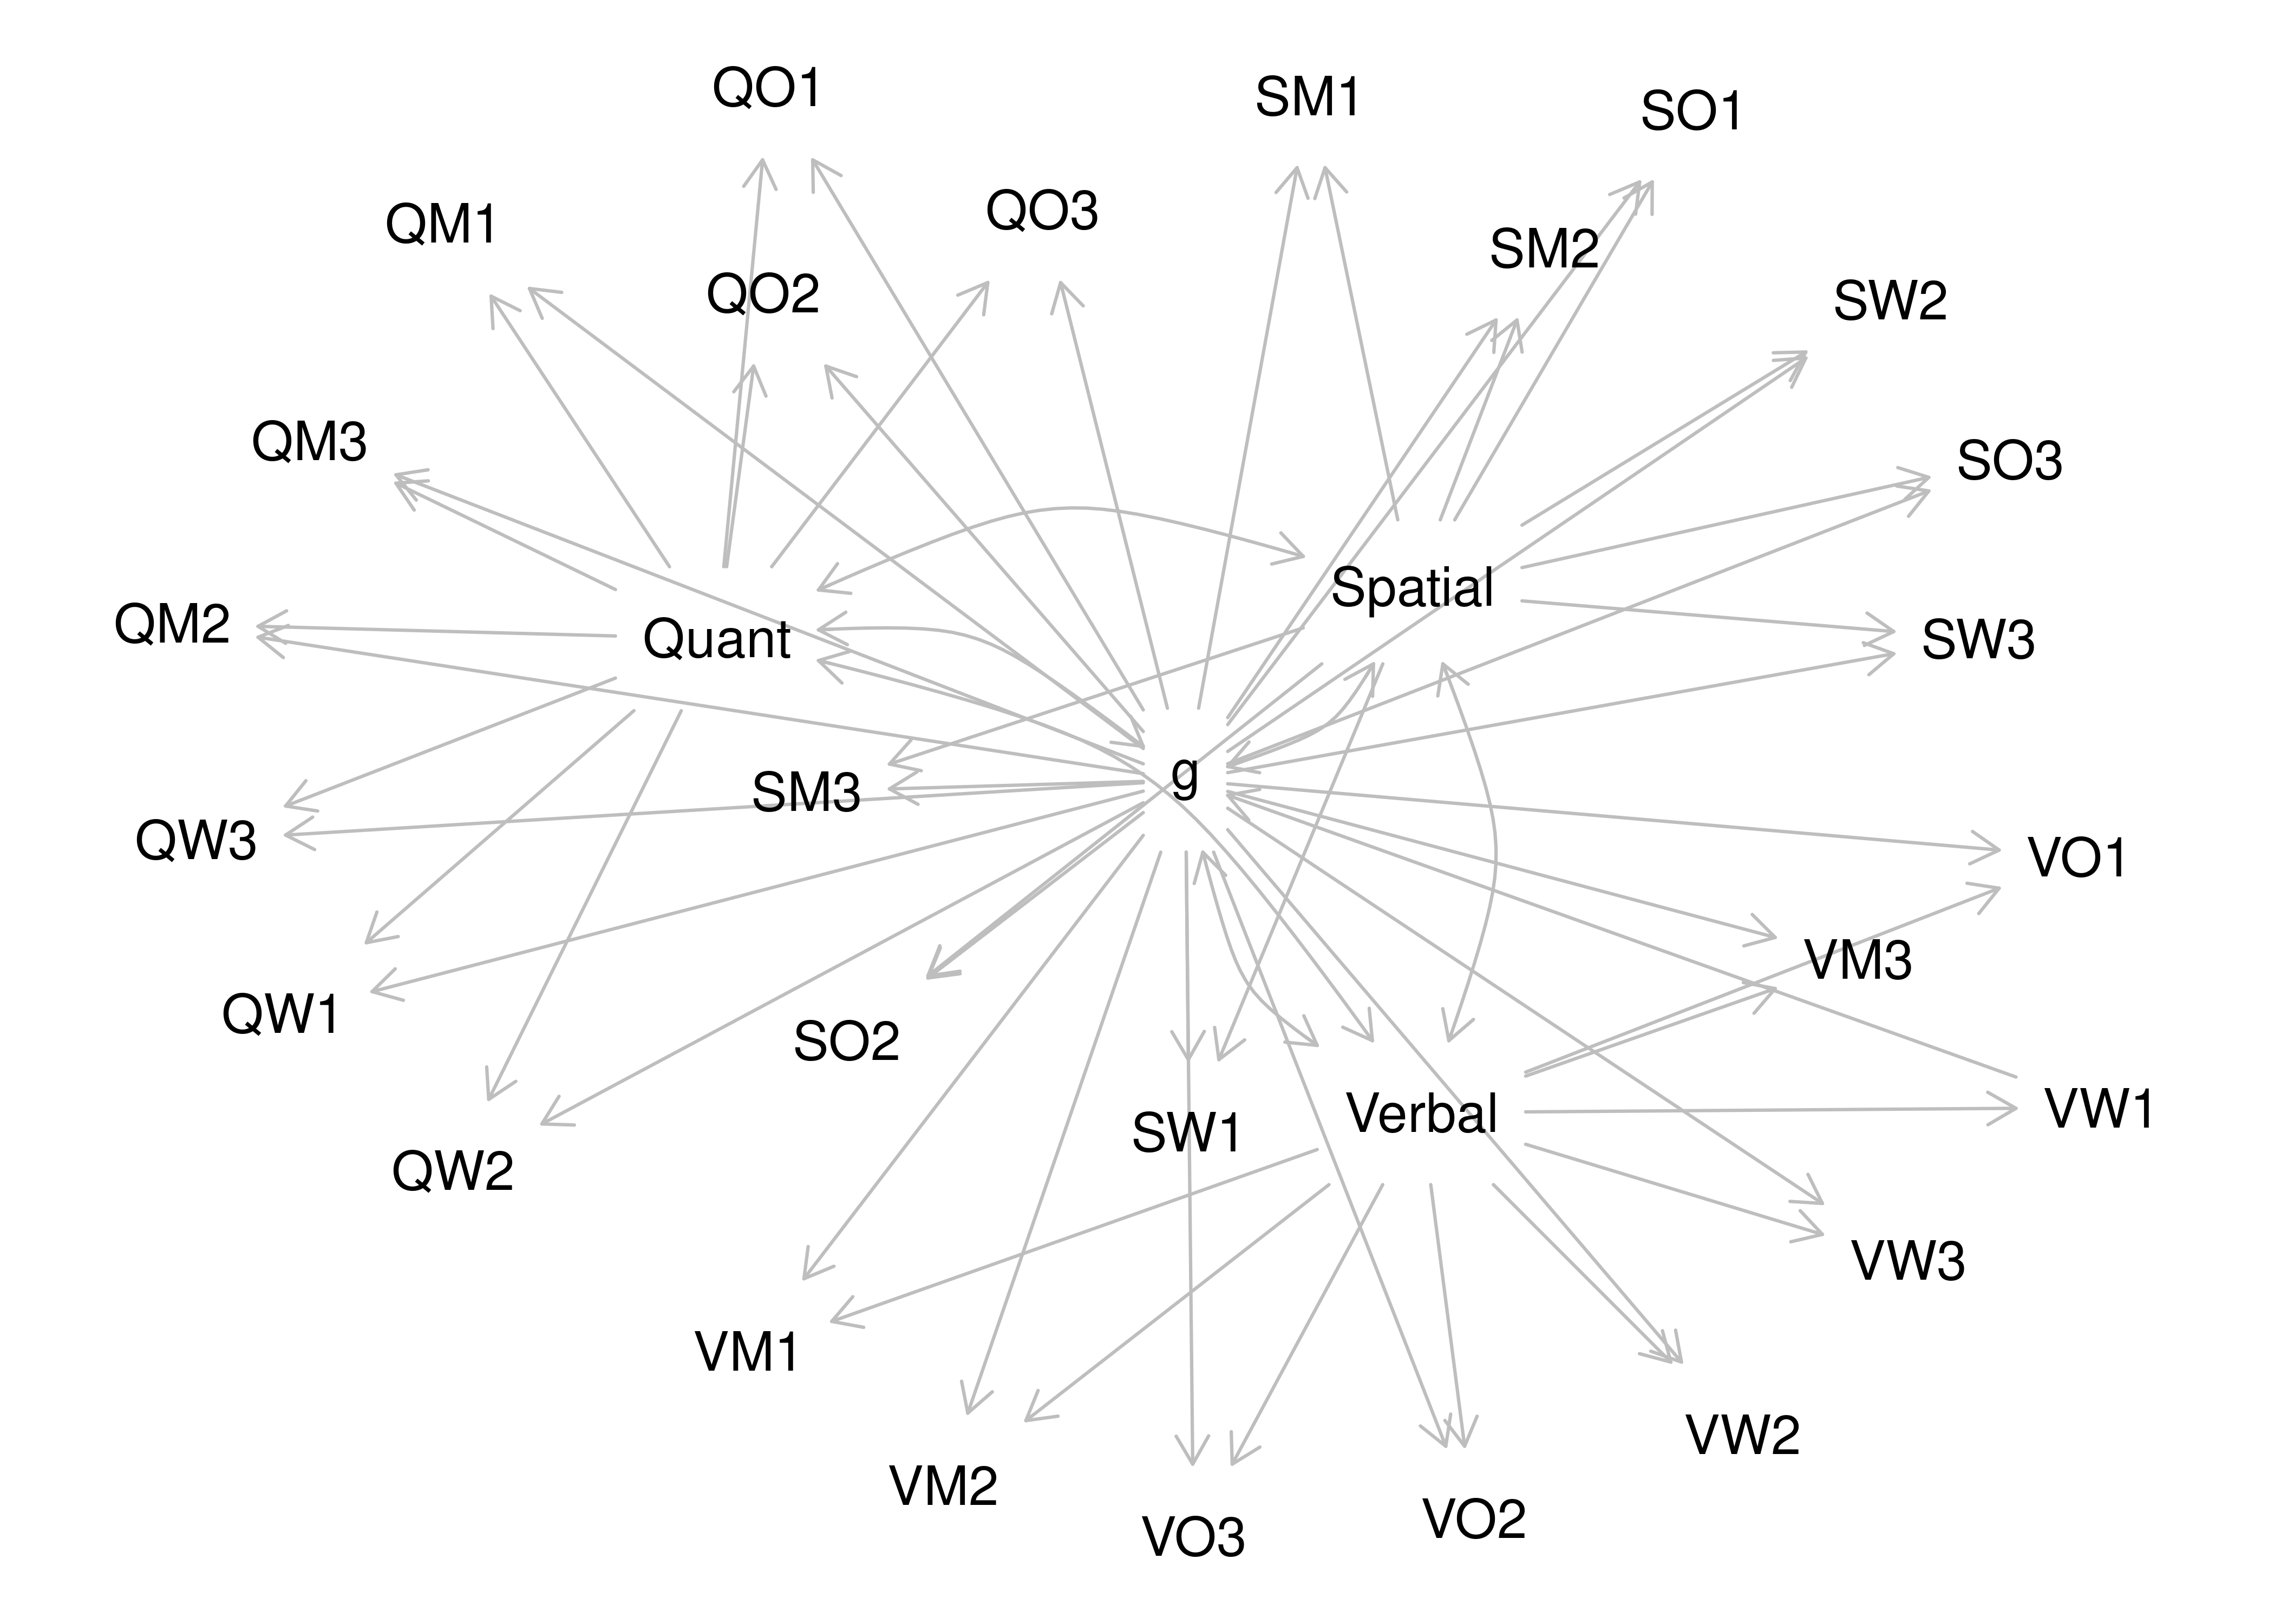 QO1
SM1
SO1
QM1
QO3
SM2
QO2
SW2
QM3
SO3
Spatial
QM2
Quant
SW3
g
SM3
QW3
VO1
VM3
QW1
SO2
VW1
Verbal
SW1
QW2
VW3
VM1
VW2
VM2
VO2
VO3